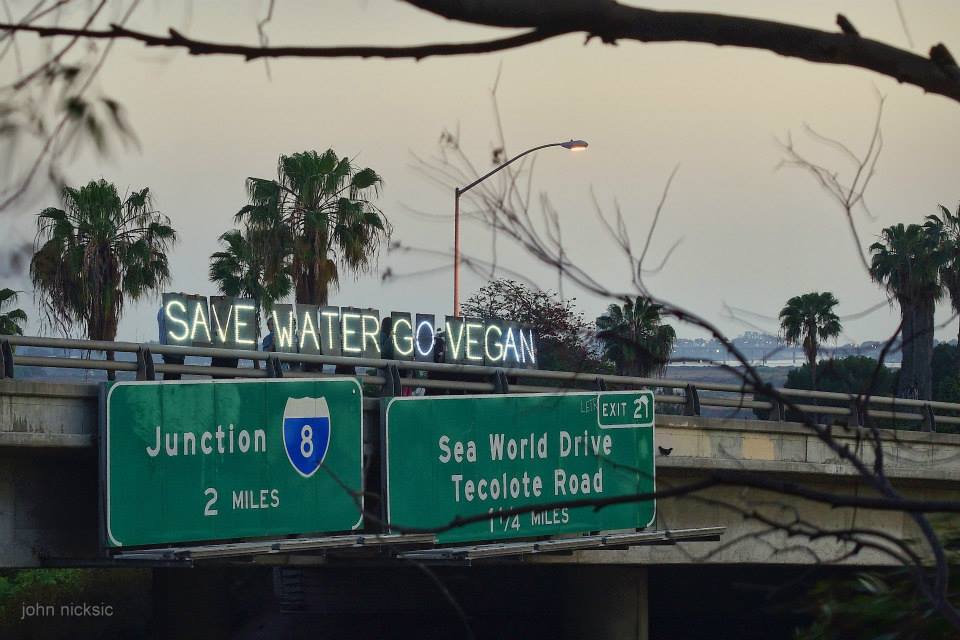 SAVE WATER GO VEGAN
Junction 8
2 MILES
EXIT 21
Sea World Drive
Tecolote Road
1 1/4 MILES
john nicksic